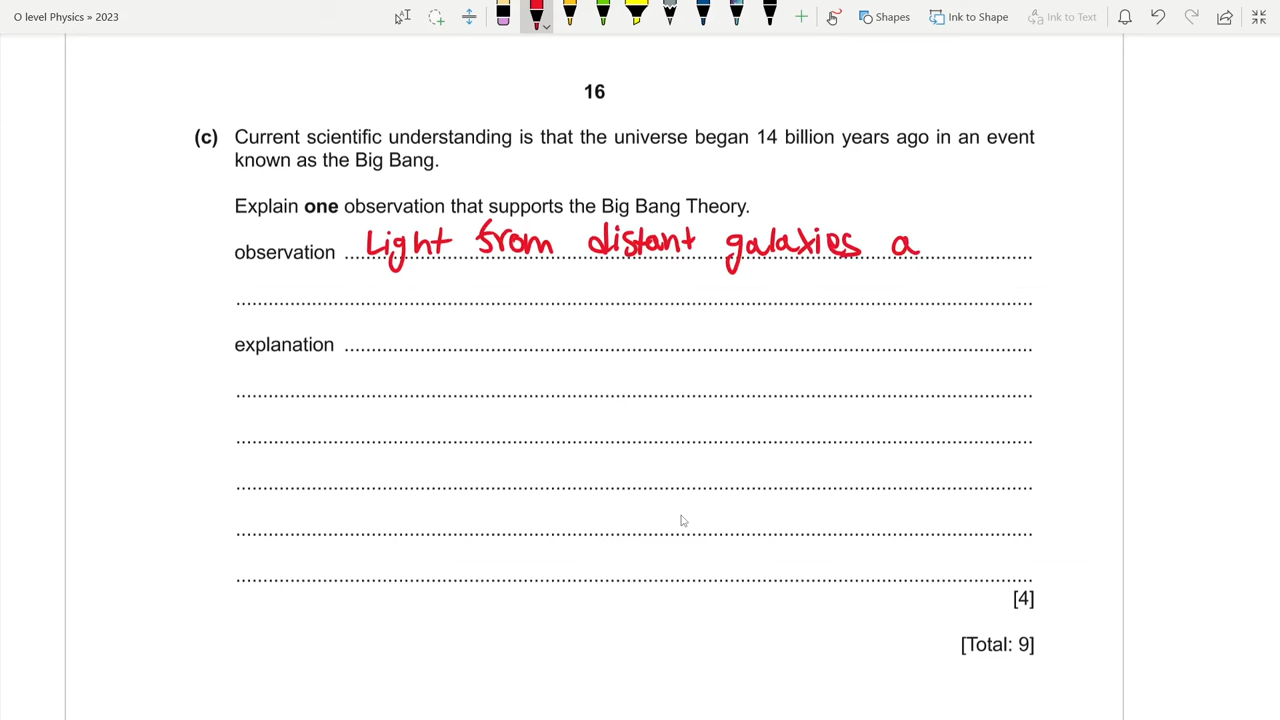 O level Physics » 2023
Shapes
Ink to Shape
Ink to Text
16
(c) Current scientific understanding is that the universe began 14 billion years ago in an event
known as the Big Bang.
Explain one observation that supports the Big Bang Theory.
observation Light from distant galaxies a
explanation
[4]
[Total: 9]